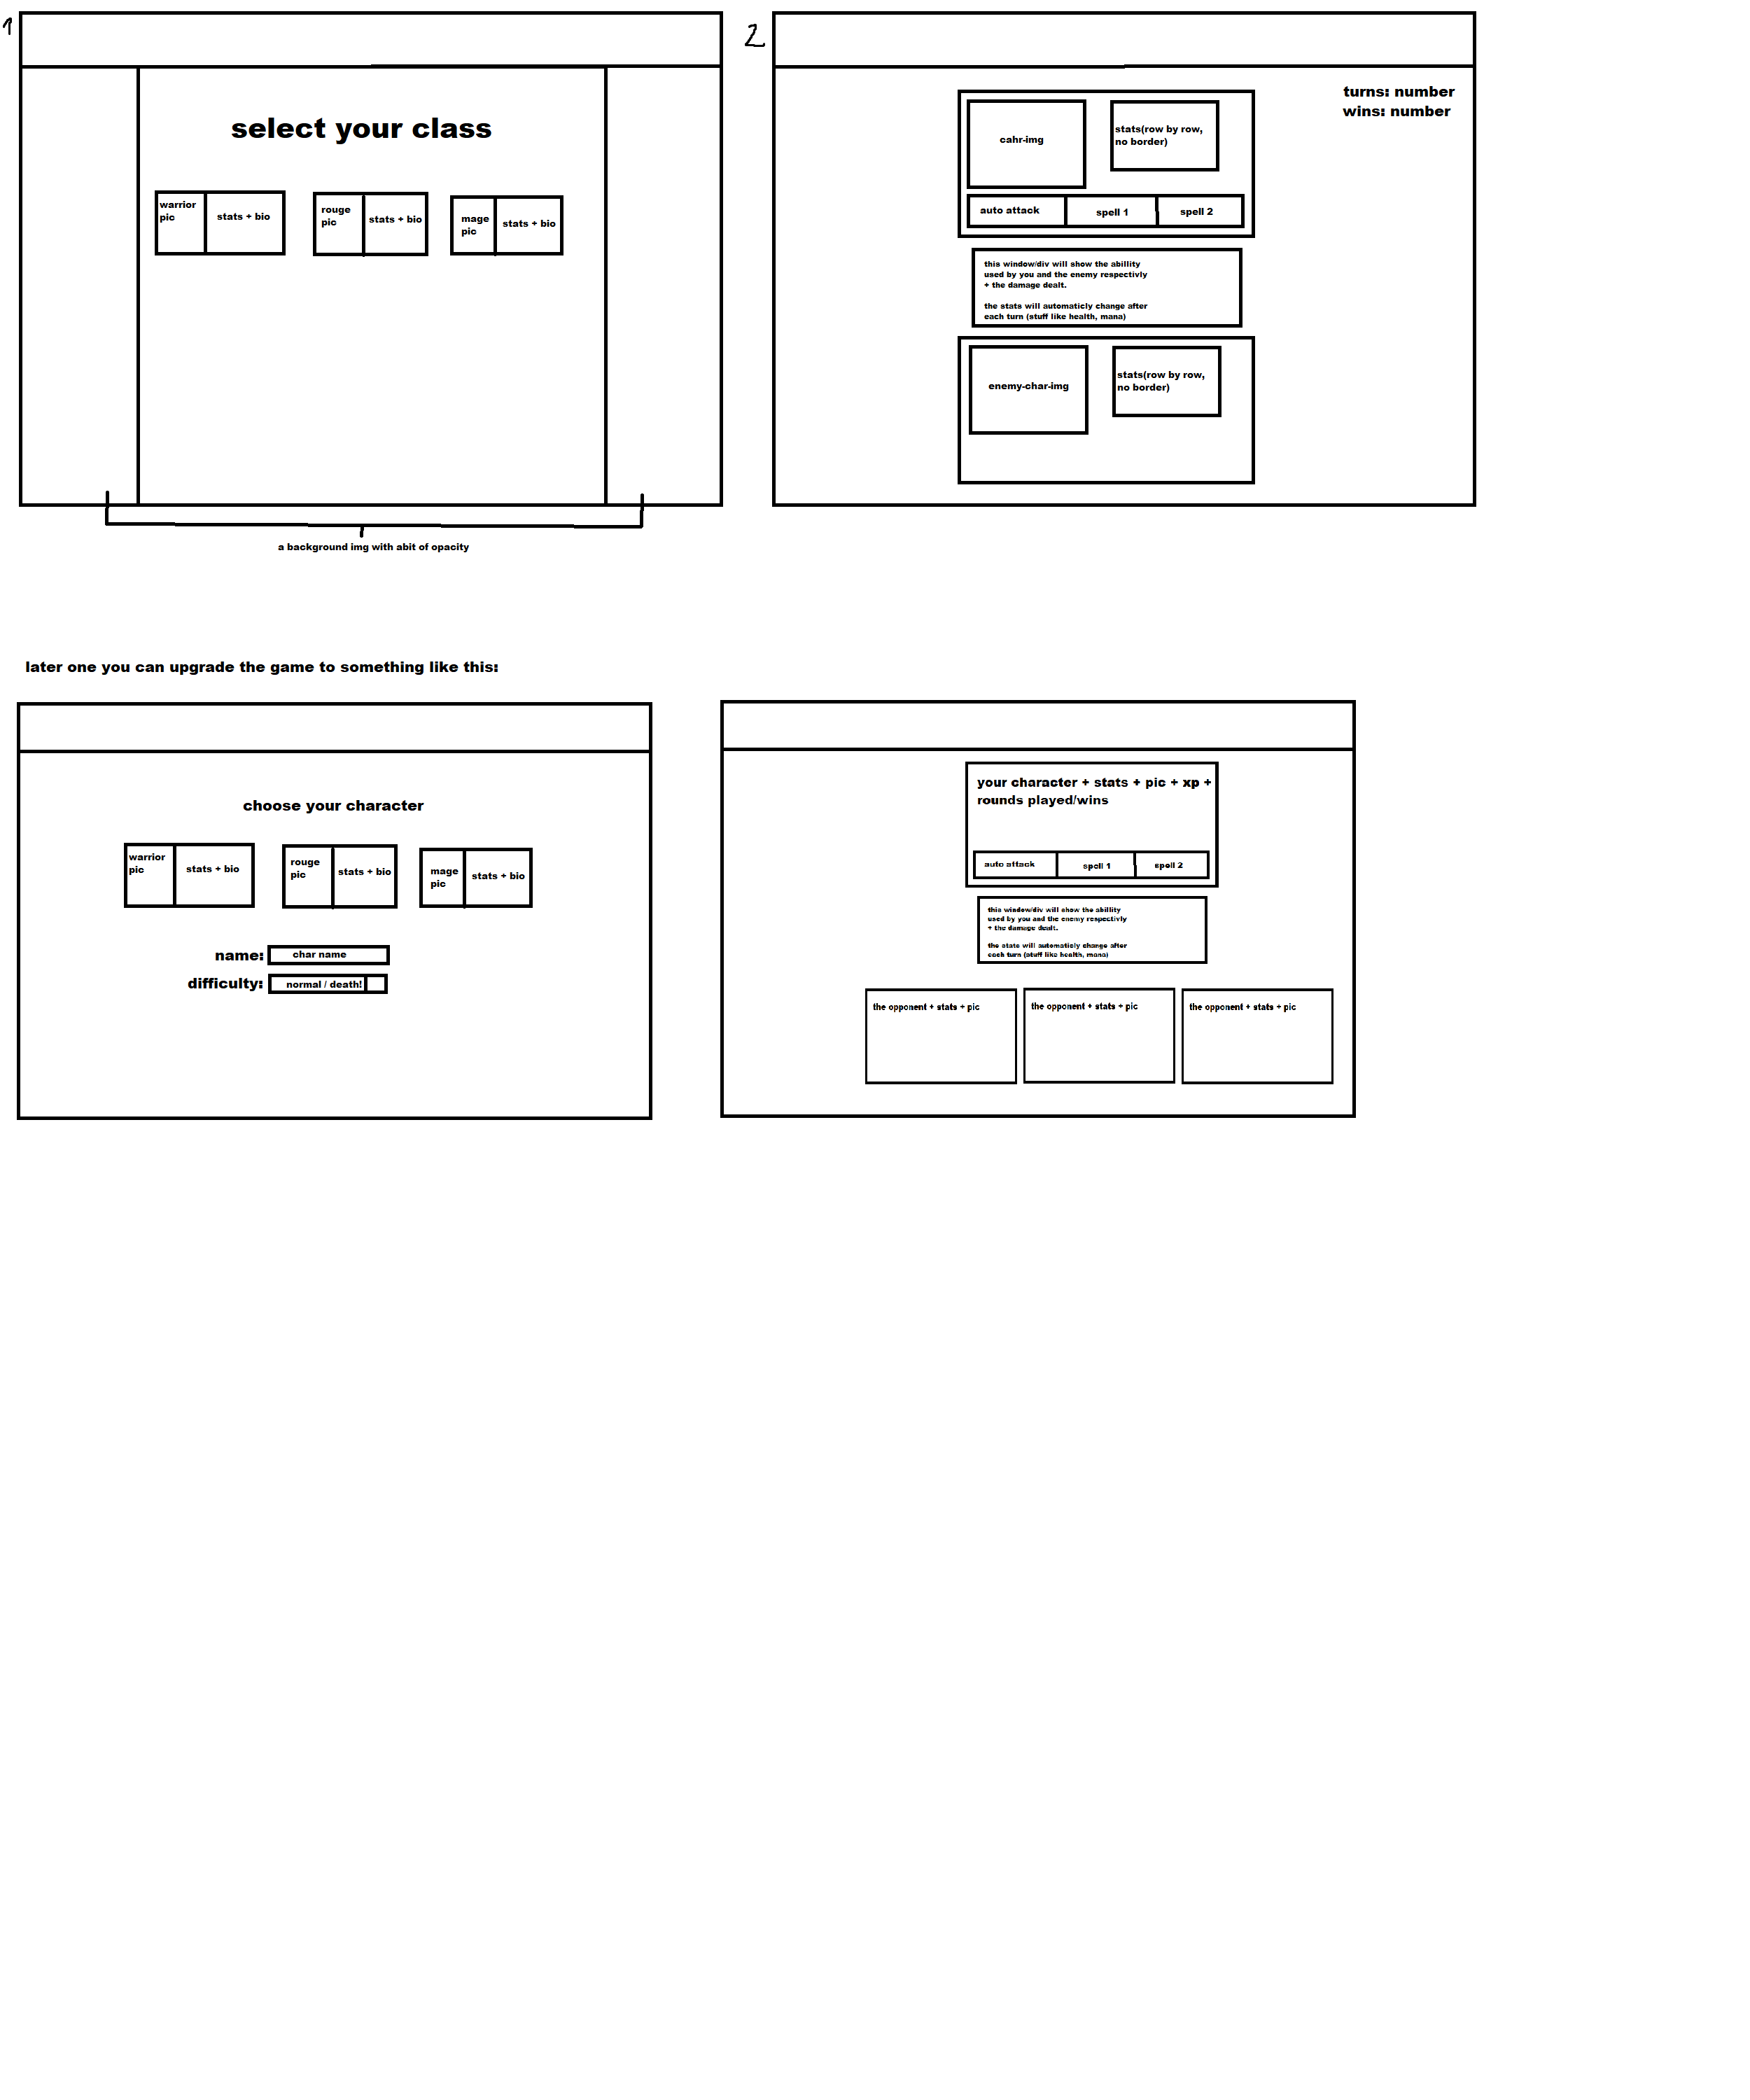 1
select your class
warrior
pic
stats + bio
rouge
pic
stats + bio
mage
pic
stats + bio
a background img with abit of opacity
2
turns: number
wins: number
cahr-img
stats(row by row,
no border)
auto attack
spell 1
spell 2
this window/div will show the abillity
used by you and the enemy respectivly
+ the damage dealt.
the stats will automaticly change after
each turn (stuff like health, mana)
enemy-char-img
stats(row by row,
no border)
later one you can upgrade the game to something like this:
choose your character
warrior
pic
stats + bio
rouge
pic
stats + bio
mage
pic
stats + bio
name:
char name
difficulty:
normal / death!
your character + stats + pic + xp +
rounds played/wins
auto attack
spell 1
spell 2
this window/div will show the abillity
used by you and the enemy respectivly
+ the damage dealt.
the stats will automaticly change after
each turn (stuff like health, mana)
the opponent + stats + pic
the opponent + stats + pic
the opponent + stats + pic